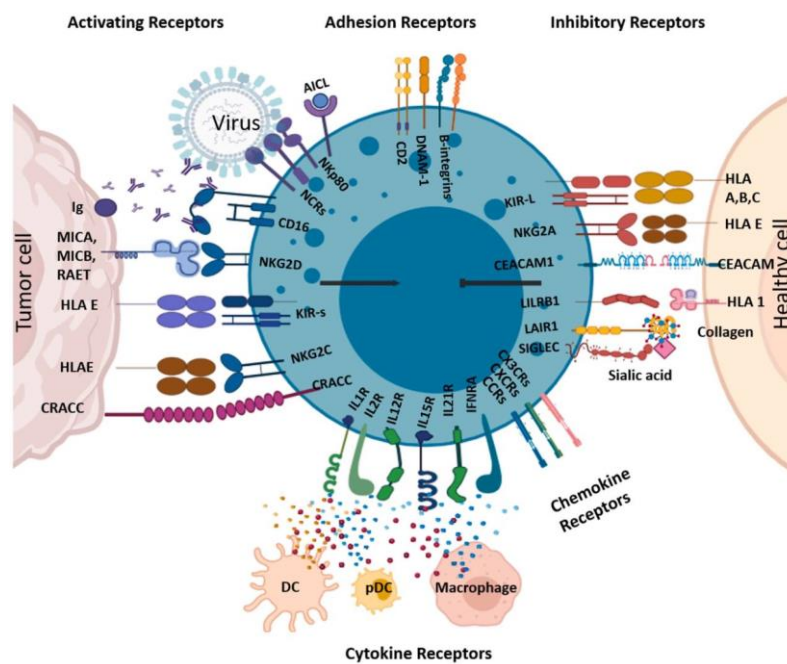 Activating Receptors
Adhesion Receptors
Inhibitory Receptors
Virus
AICL
NKp80
NCRs
CD2
DNAM-1
B-integrins
Tumor cell
Ig
CD16
MICA,
MICB,
RAET
NKG2D
HLA E
KIR-s
HLAE
NKG2C
CRACC
CRACC
KIR-L
HLA
A,B,C
NKG2A
HLA E
CEACAM1
CEACAM
LILRB1
HLA 1
LAIR1
Collagen
SIGLEC
Sialic acid
Healthy cell
IL1R
IL2R
IL12R
IL15R
IL21R
IFNRA
CCRs
CXCRs
CX3CRs
Chemokine
Receptors
DC
pDC
Macrophage
Cytokine Receptors